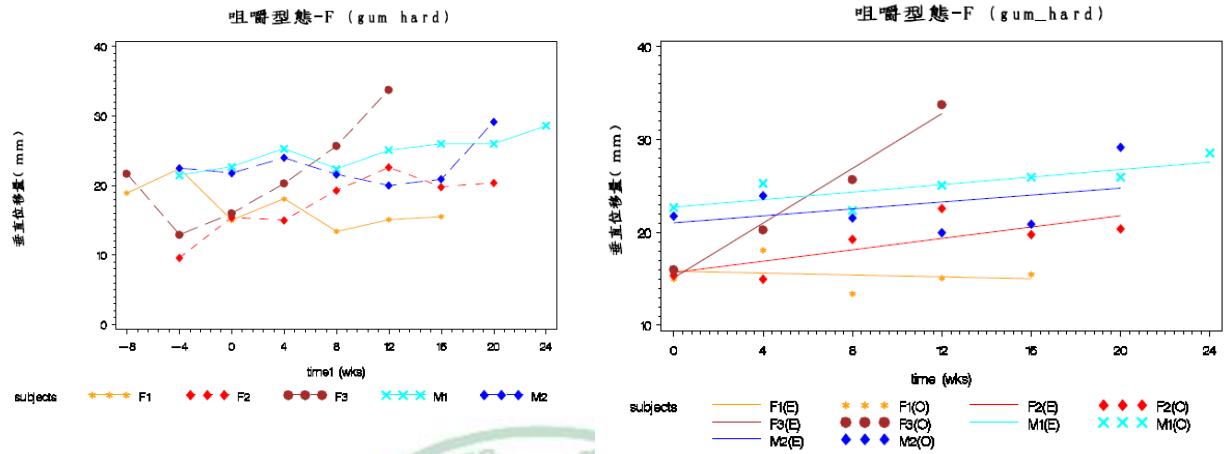 咀嚼型態-F (gum hard)
垂直位移量(mm)
40
30
20
10
0
-8 -4 0 4 8 12 16 20 24
time1 (wks)
subjects F1 F2 F3 M1 M2
咀嚼型態-F (gum_hard)
垂直位移量(mm)
40
30
20
10
0 4 8 12 16 20 24
time (wks)
subjects F1(E) F1(O) F2(E) F2(O)
F3(E) F3(O) M1(E) M1(O)
M2(E) M2(O)